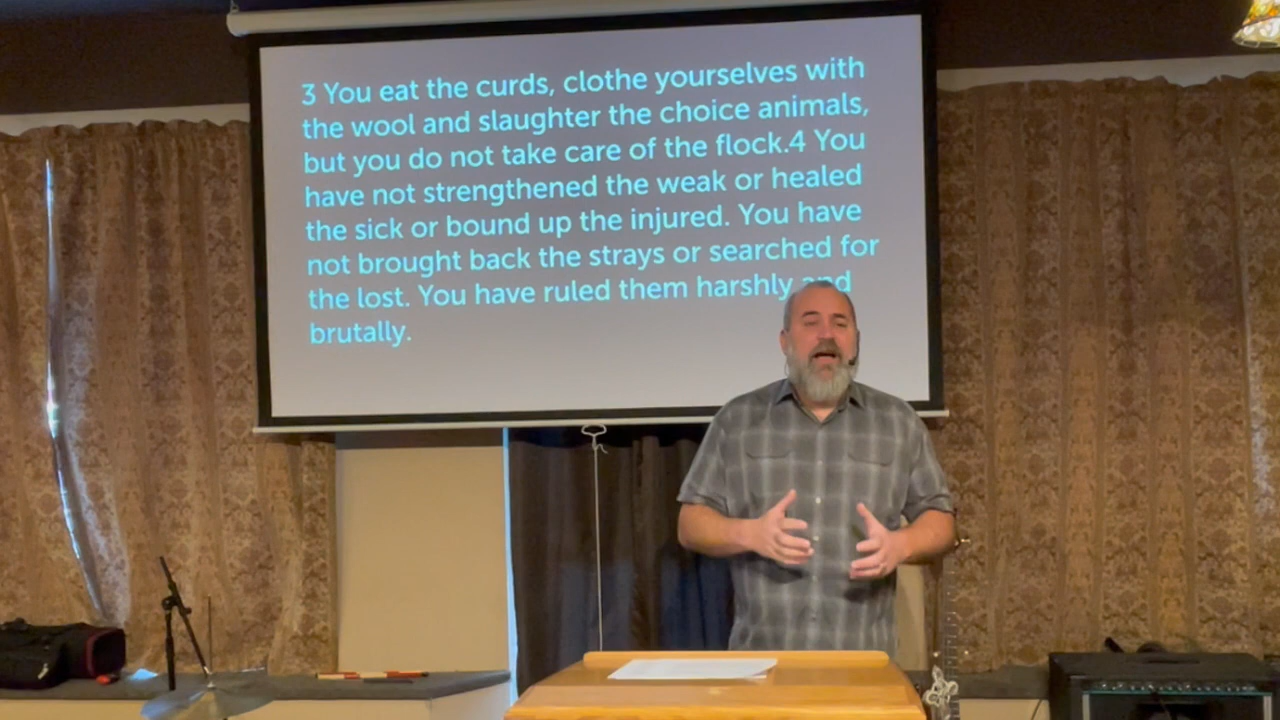 3 You eat the curds, clothe yourselves with
the wool and slaughter the choice animals,
but you do not take care of the flock.4 You
have not strengthened the weak or healed
the sick or bound up the injured. You have
not brought back the strays or searched for
the lost. You have ruled them harshly and
brutally.